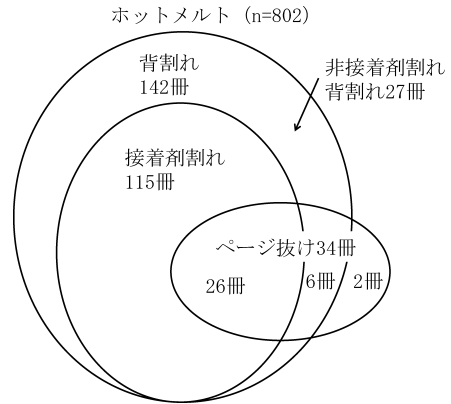 ホットメルト (n=802)
背割れ
142冊
非接着剤割れ
背割れ27冊
接着剤割れ
115冊
ページ抜け34冊
26冊
6冊
2冊